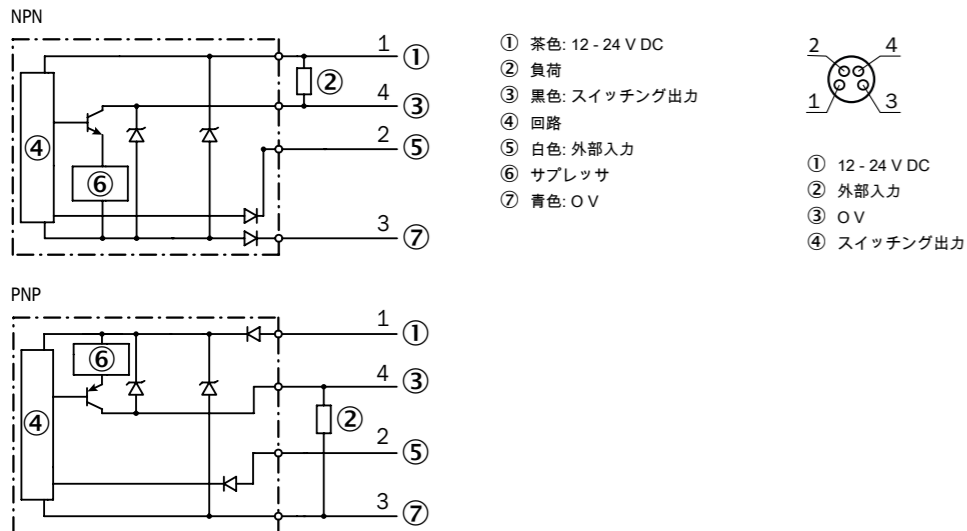 NPN
1 ①
②
4 ③
2 ⑤
④
⑥
3 ⑦
① 茶色: 12 - 24 V DC
② 負荷
③ 黒色: スイッチング出力
④ 回路
⑤ 白色: 外部入力
⑥ サプレッサ
⑦ 青色: O V
2 4
1 3
① 12 - 24 V DC
② 外部入力
③ O V
④ スイッチング出力
PNP
1 ①
⑥
4 ③
④
②
2 ⑤
3 ⑦